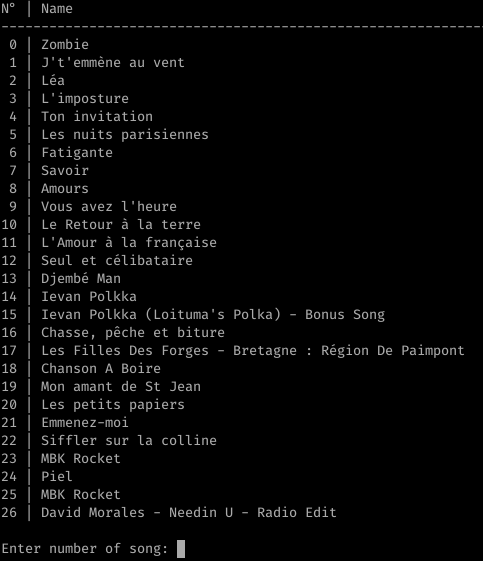 N° | Name
--------------------------------------------------------------
0 | Zombie
1 | J't'emmène au vent
2 | Léa
3 | L'imposture
4 | Ton invitation
5 | Les nuits parisiennes
6 | Fatigante
7 | Savoir
8 | Amours
9 | Vous avez l'heure
10 | Le Retour à la terre
11 | L'Amour à la française
12 | Seul et célibataire
13 | Djembé Man
14 | Ievan Polkka
15 | Ievan Polkka (Loituma's Polka) - Bonus Song
16 | Chasse, pêche et biture
17 | Les Filles Des Forges - Bretagne : Région De Paimpont
18 | Chanson A Boire
19 | Mon amant de St Jean
20 | Les petits papiers
21 | Emmenez-moi
22 | Siffler sur la colline
23 | MBK Rocket
24 | Piel
25 | MBK Rocket
26 | David Morales - Needin U - Radio Edit
Enter number of song: